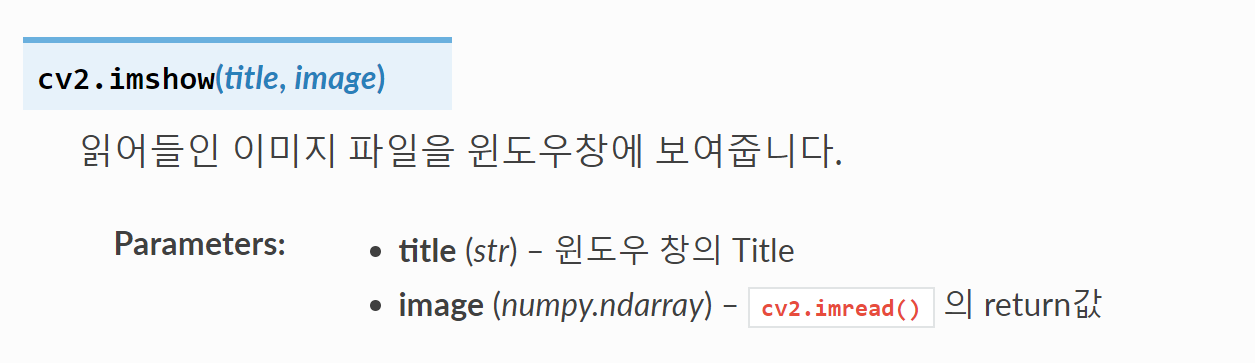 cv2.imshow(title, image)
읽어들인 이미지 파일을 윈도우창에 보여줍니다.
Parameters:
• title (str) – 윈도우 창의 Title
• image (numpy.ndarray) – cv2.imread() 의 return값